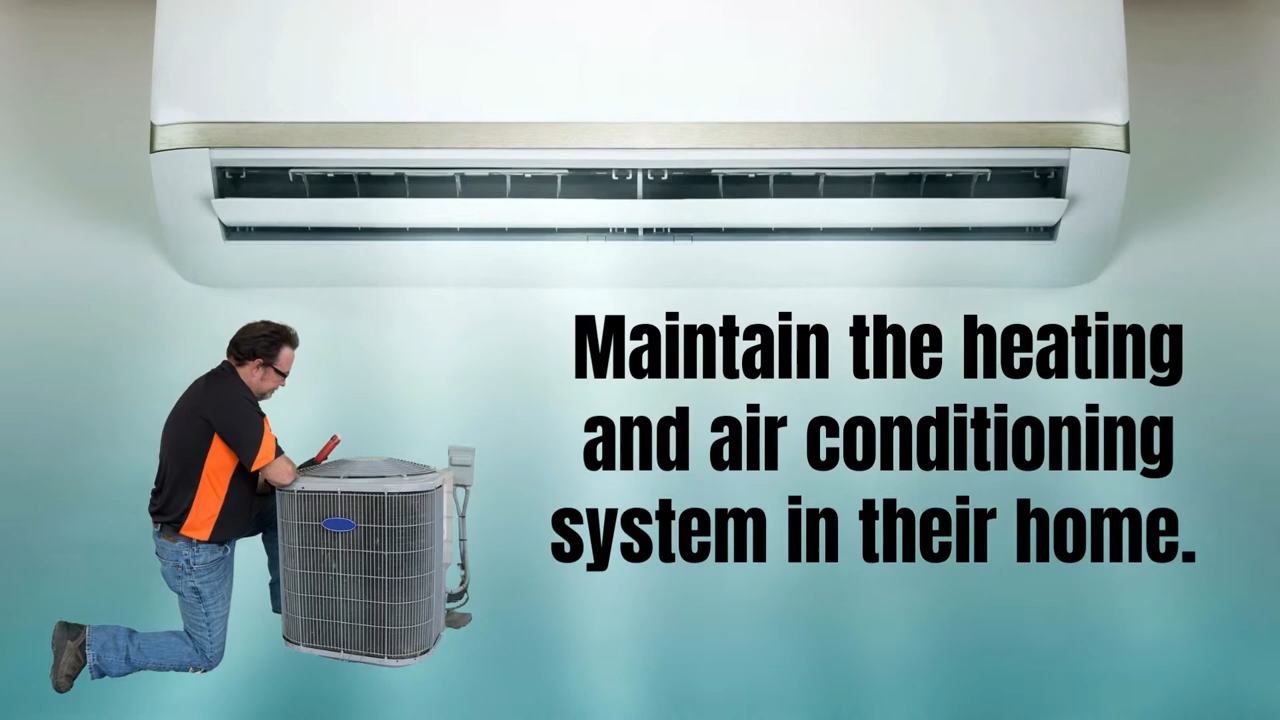 Maintain the heating
and air conditioning
system in their home.